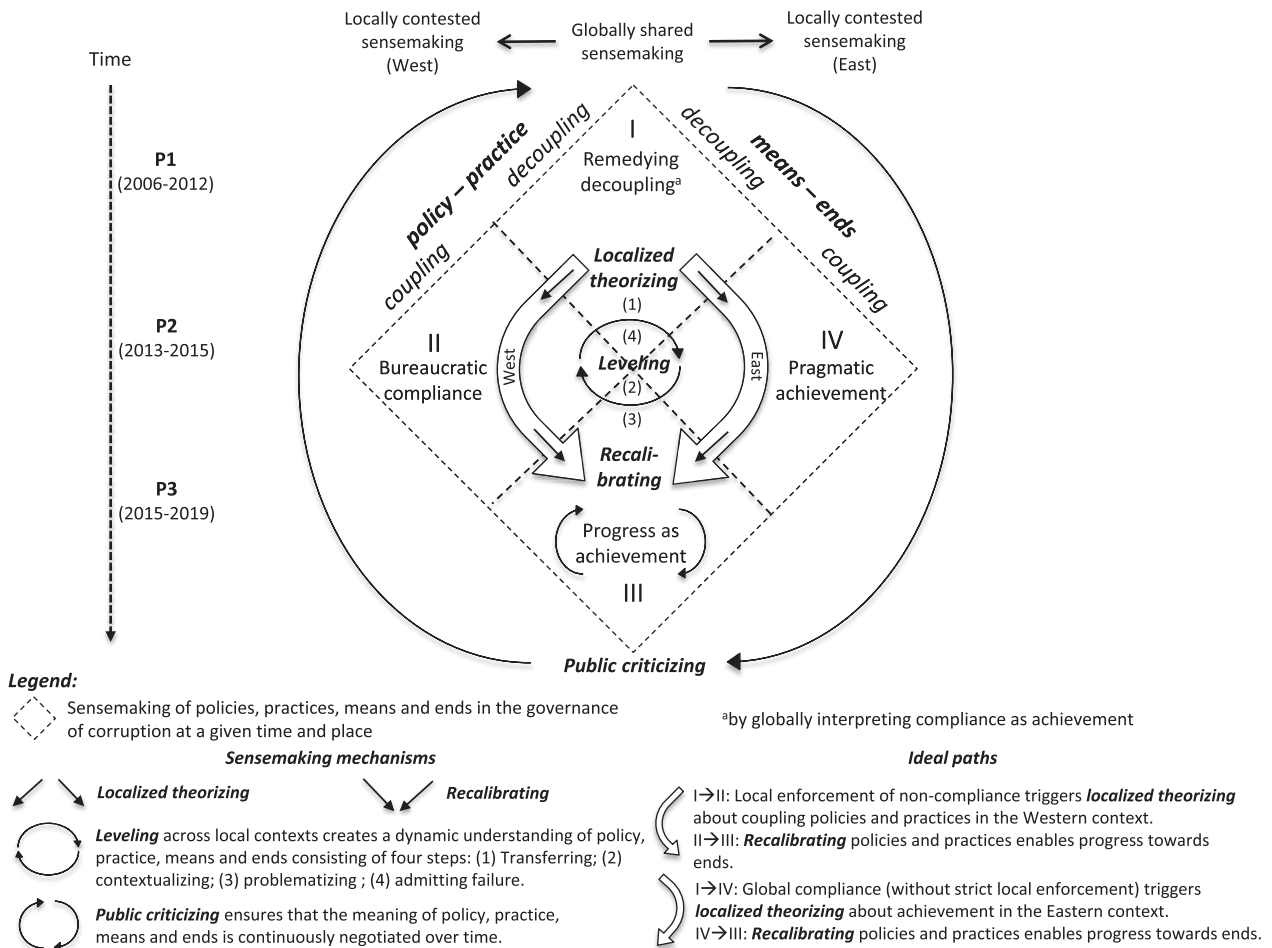 Locally contested
sensemaking
(West)
Globally shared
sensemaking
Locally contested
sensemaking
(East)
Time
P1
(2006-2012)
P2
(2013-2015)
P3
(2015-2019)
policy – practice
decoupling
coupling
decoupling
means – ends
coupling
I
Remedying
decouplingᵃ
Localized
theorizing
(1)
(4)
Leveling
(2)
(3)
West
East
II
Bureaucratic
compliance
IV
Pragmatic
achievement
Recali-
brating
Progress as
achievement
III
Public criticizing
Legend:
Sensemaking of policies, practices, means and ends in the governance
of corruption at a given time and place
ᵃby globally interpreting compliance as achievement
Sensemaking mechanisms
Localized theorizing
Recalibrating
Leveling across local contexts creates a dynamic understanding of policy,
practice, means and ends consisting of four steps: (1) Transferring; (2)
contextualizing; (3) problematizing ; (4) admitting failure.
Public criticizing ensures that the meaning of policy, practice,
means and ends is continuously negotiated over time.
Ideal paths
I→II: Local enforcement of non-compliance triggers localized theorizing
about coupling policies and practices in the Western context.
II→III: Recalibrating policies and practices enables progress towards
ends.
I→IV: Global compliance (without strict local enforcement) triggers
localized theorizing about achievement in the Eastern context.
IV→III: Recalibrating policies and practices enables progress towards ends.